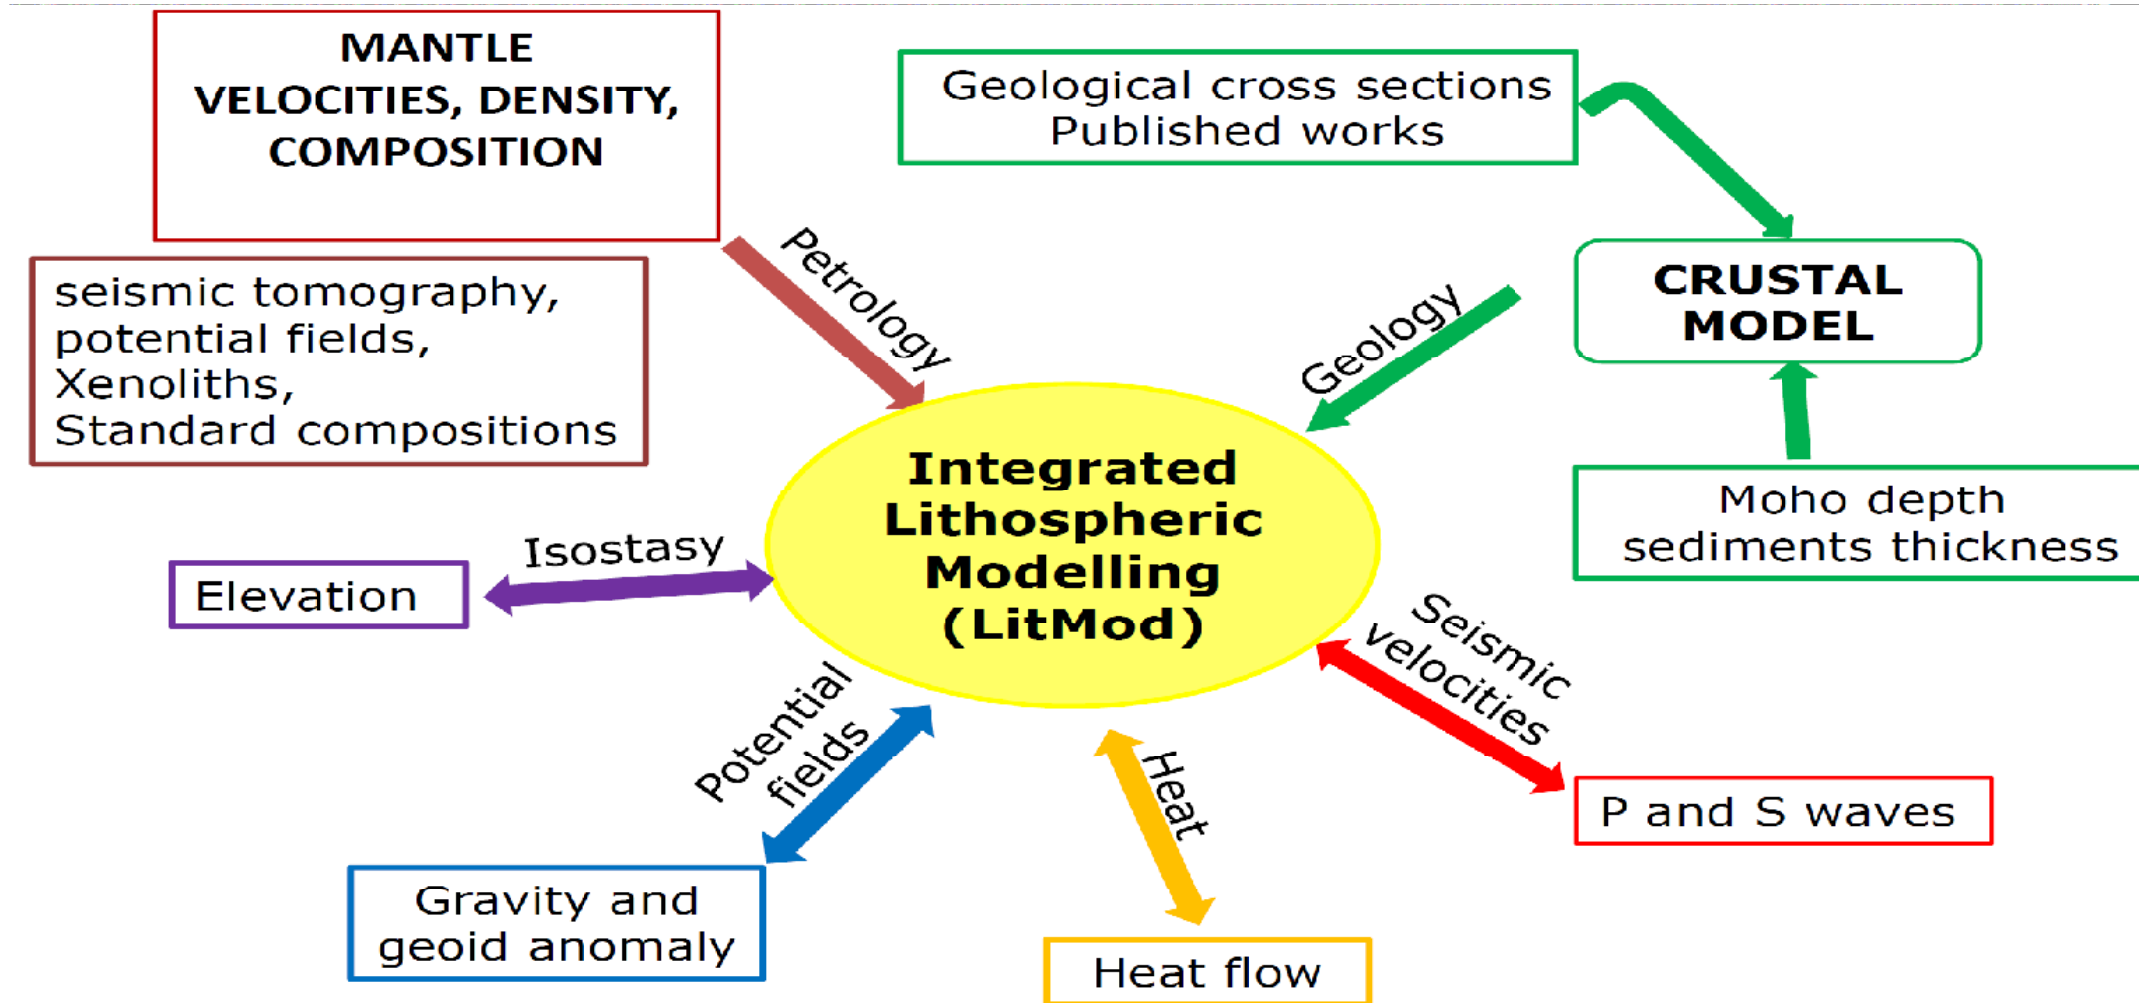 MANTLE
VELOCITIES, DENSITY,
COMPOSITION
Geological cross sections
Published works
seismic tomography,
potential fields,
Xenoliths,
Standard compositions
Petrology
Geology
CRUSTAL
MODEL
Integrated
Lithospheric
Modelling
(LitMod)
Moho depth
sediments thickness
Isostasy
Elevation
Seismic
velocities
Potential
fields
Heat
P and S waves
Gravity and
geoid anomaly
Heat flow